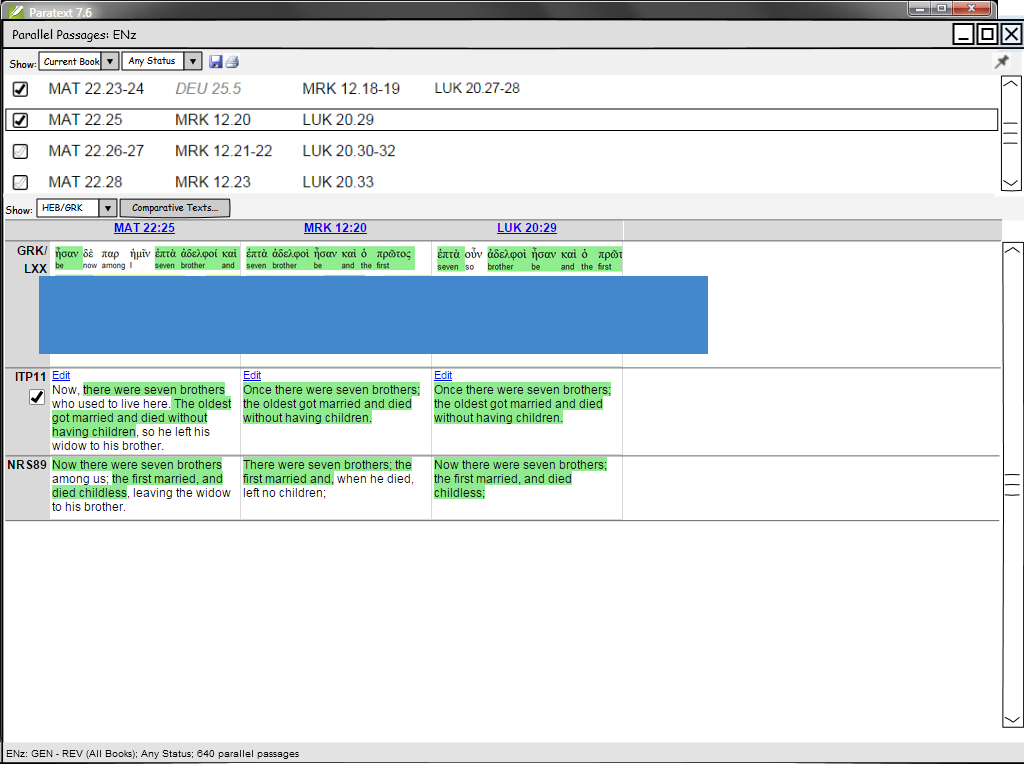 Paratext 7.6
Parallel Passages: ENz
Show: Current Book Any Status
MAT 22.23-24 DEU 25.5 MRK 12.18-19 LUK 20.27-28
MAT 22.25 MRK 12.20 LUK 20.29
MAT 22.26-27 MRK 12.21-22 LUK 20.30-32
MAT 22.28 MRK 12.23 LUK 20.33
Show: HEB/GRK Comparative Texts...
MAT 22:25 MRK 12:20 LUK 20:29
GRK/
LXX
ἦσαν δὲ παρ ἡμῖν ἑπτὰ ἀδελφοὶ καὶ
be now among I seven brother and
ἑπτὰ ἀδελφοὶ ἦσαν καὶ ὁ πρῶτος
seven brother be and the first
ἑπτὰ οὖν ἀδελφοὶ ἦσαν καὶ ὁ
seven so brother be and the first
ITP11
Edit
Now, there were seven brothers
who used to live here. The oldest
got married and died without
having children, so he left his
widow to his brother.
Edit
Once there were seven brothers;
the oldest got married and died
without having children.
Edit
Once there were seven brothers;
the oldest got married and died
without having children.
NRS89
Now there were seven brothers
among us; the first married, and
died childless, leaving the widow
to his brother.
There were seven brothers; the
first married and, when he died,
left no children;
Now there were seven brothers;
the first married, and died
childless;
ENz: GEN - REV (All Books); Any Status; 640 parallel passages